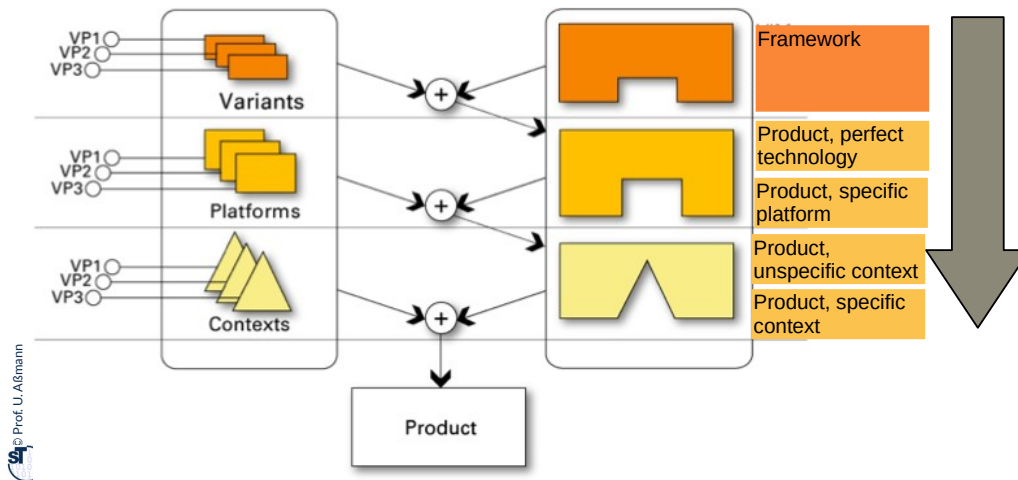 VP1
VP2
VP3
Variants
+
Framework
VP1
VP2
VP3
Platforms
+
Product, perfect
technology
Product, specific
platform
VP1
VP2
VP3
Contexts
+
Product,
unspecific context
Product, specific
context
Product
© Prof. U. Aßmann
ST